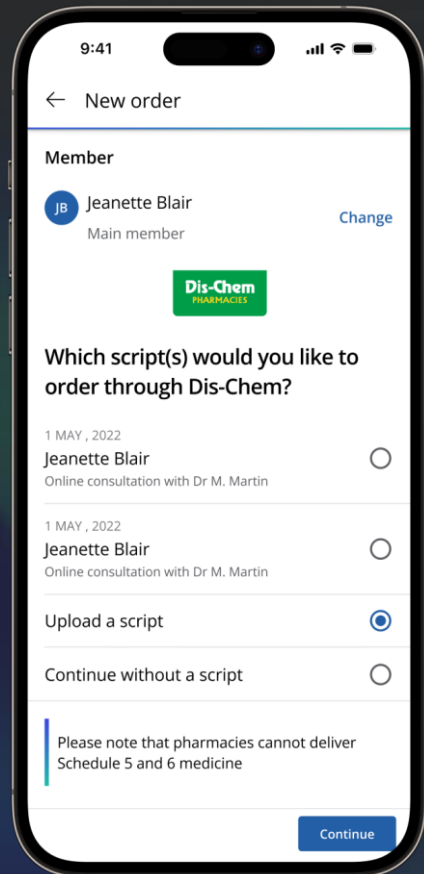 9:41
New order
Member
JB
Jeanette Blair
Change
Main member
Dis-Chem
PHARMACIES
Which script(s) would you like to
order through Dis-Chem?
1 MAY , 2022
Jeanette Blair
Online consultation with Dr M. Martin
1 MAY , 2022
Jeanette Blair
Online consultation with Dr M. Martin
Upload a script
Continue without a script
Please note that pharmacies cannot deliver
Schedule 5 and 6 medicine
Continue